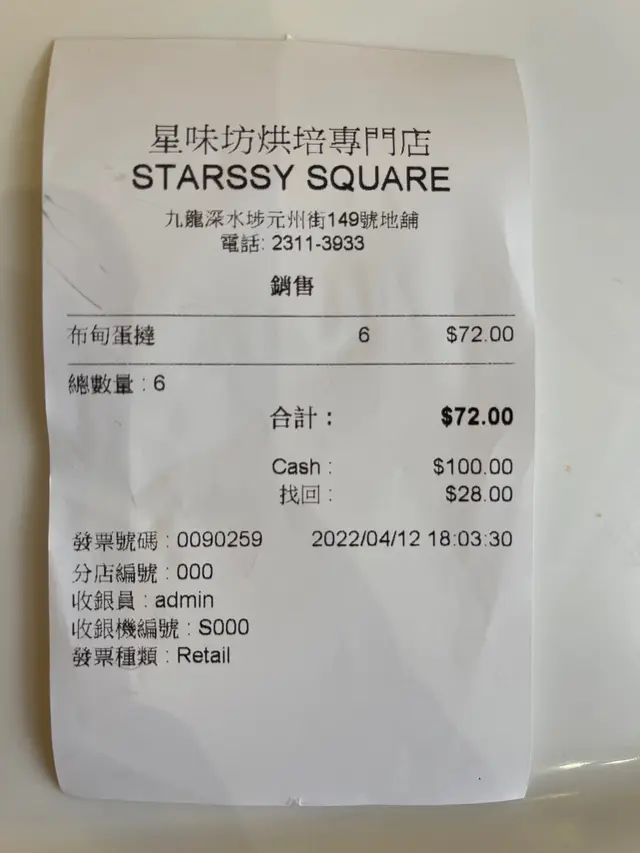 星味坊烘培專門店
STARSSY SQUARE
九龍深水埗元州街149號地舖
電話: 2311-3933
銷售
布甸蛋撻 6 $72.00
總數量 : 6
合計 : $72.00
Cash : $100.00
找回 : $28.00
發票號碼 : 0090259 2022/04/12 18:03:30
分店編號 : 000
收銀員 : admin
收銀機編號 : S000
發票種類 : Retail